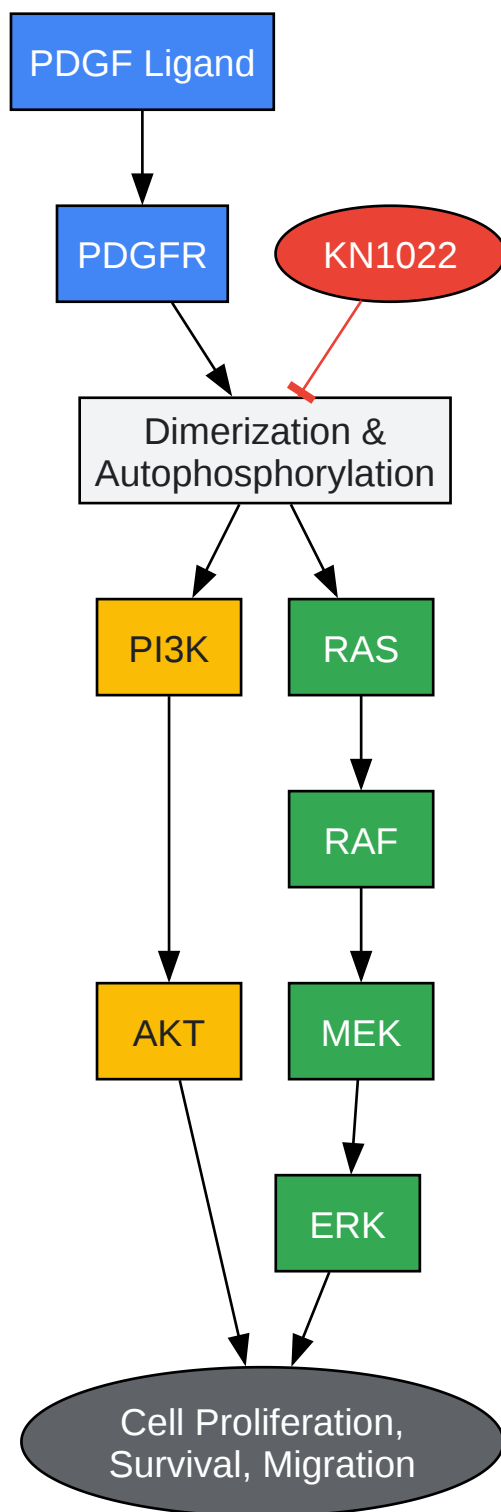 PDGF Ligand
PDGFR
KN1022
Dimerization &
Autophosphorylation
PI3K
RAS
RAF
AKT
MEK
ERK
Cell Proliferation,
Survival, Migration